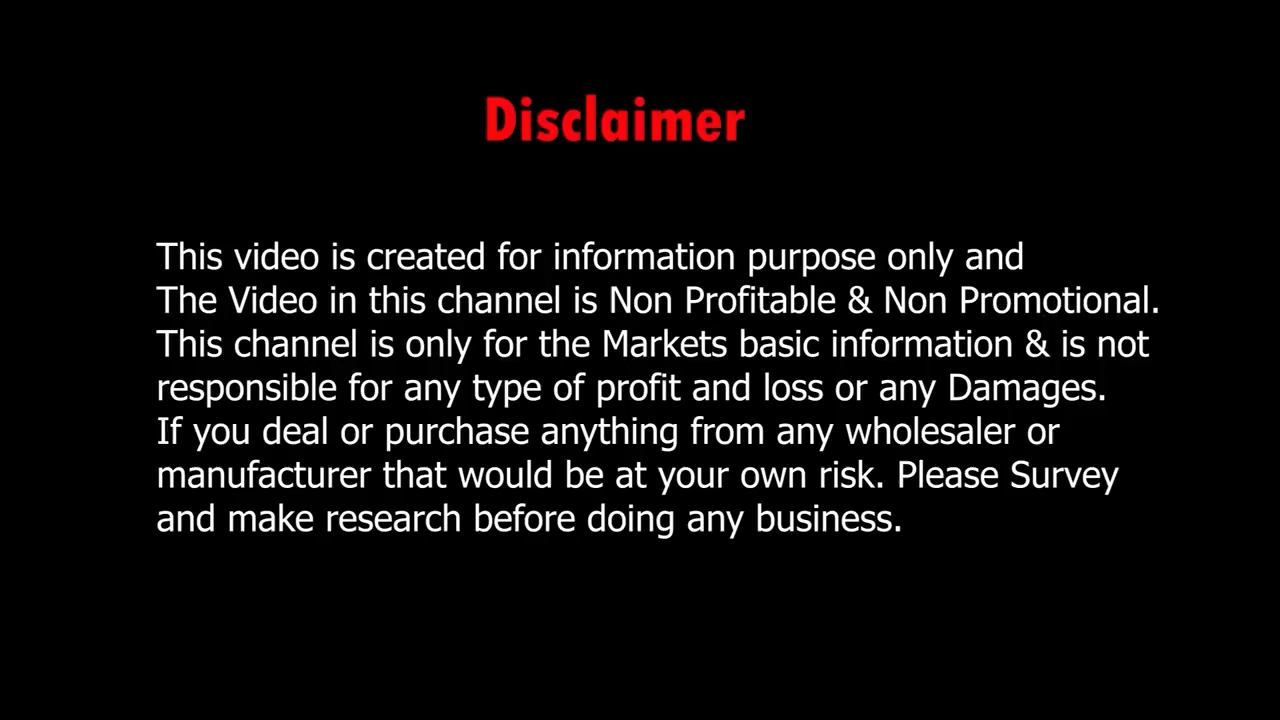 Disclaimer
This video is created for information purpose only and
The Video in this channel is Non Profitable & Non Promotional.
This channel is only for the Markets basic information & is not
responsible for any type of profit and loss or any Damages.
If you deal or purchase anything from any wholesaler or
manufacturer that would be at your own risk. Please Survey
and make research before doing any business.